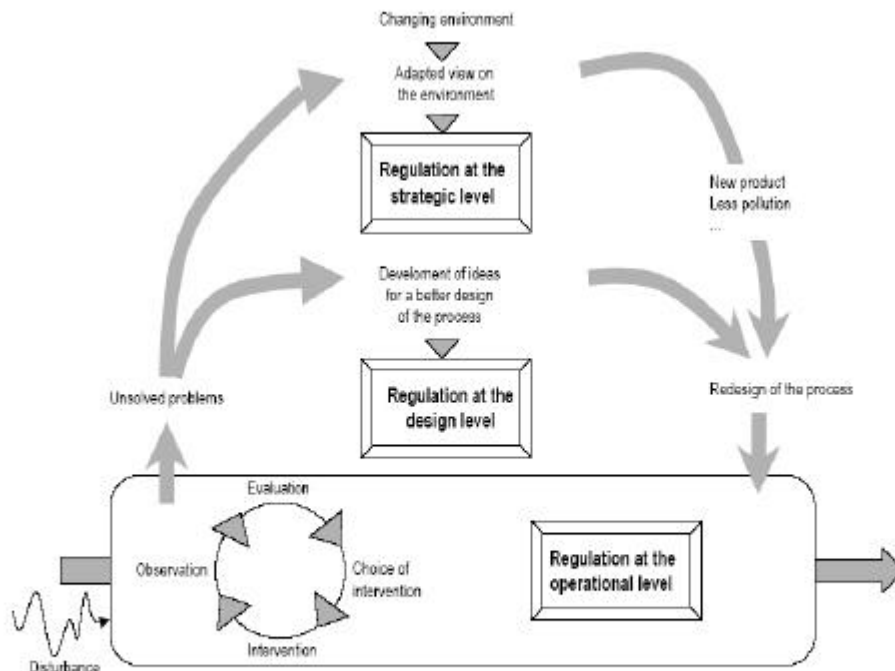 Changing environment
Adapted view on
the environment
Regulation at the
strategic level
New product
Less pollution
...
Develoment of ideas
for a better design
of the process
Unsolved problems
Regulation at the
design level
Redesign of the process
Evaluation
Observation
Choice of
intervention
Intervention
Regulation at the
operational level
Disturbance